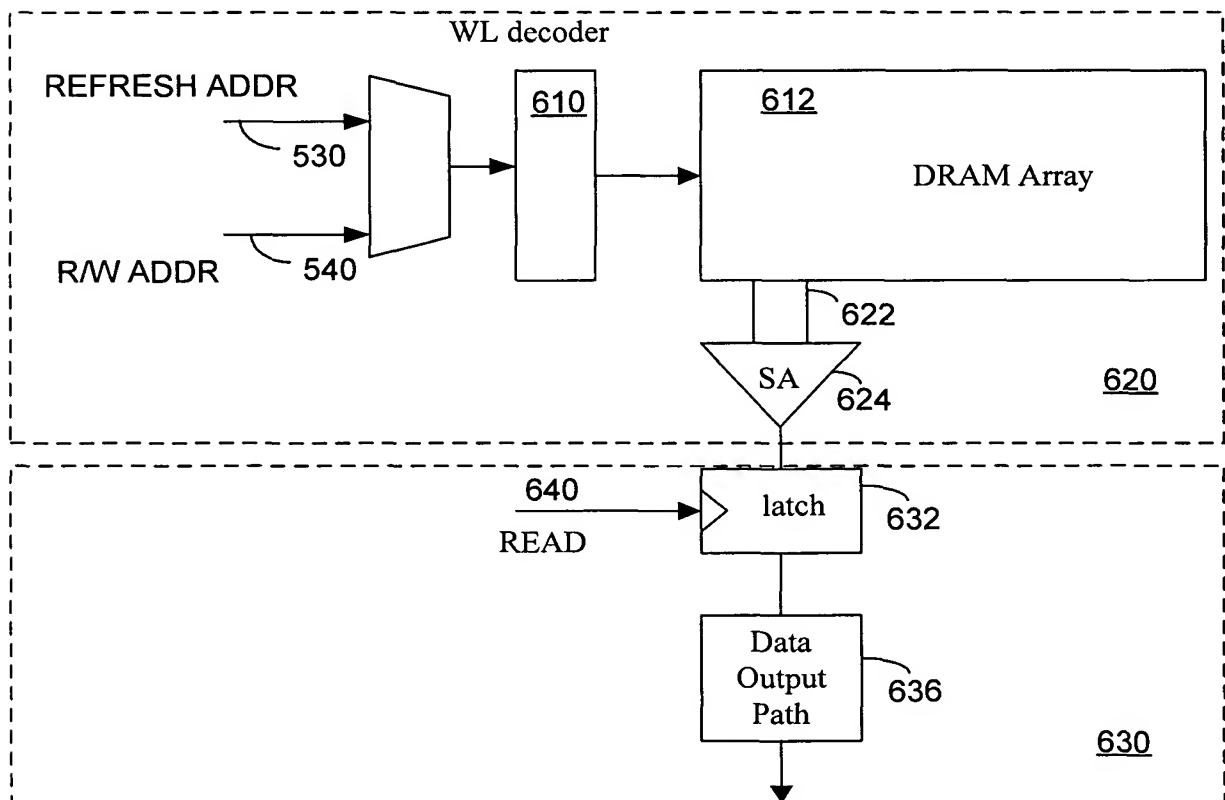 WL decoder
REFRESH ADDR
530
R/W ADDR
540
610
612
DRAM Array
622
SA
624
620
640
READ
latch
632
Data
Output
Path
636
630